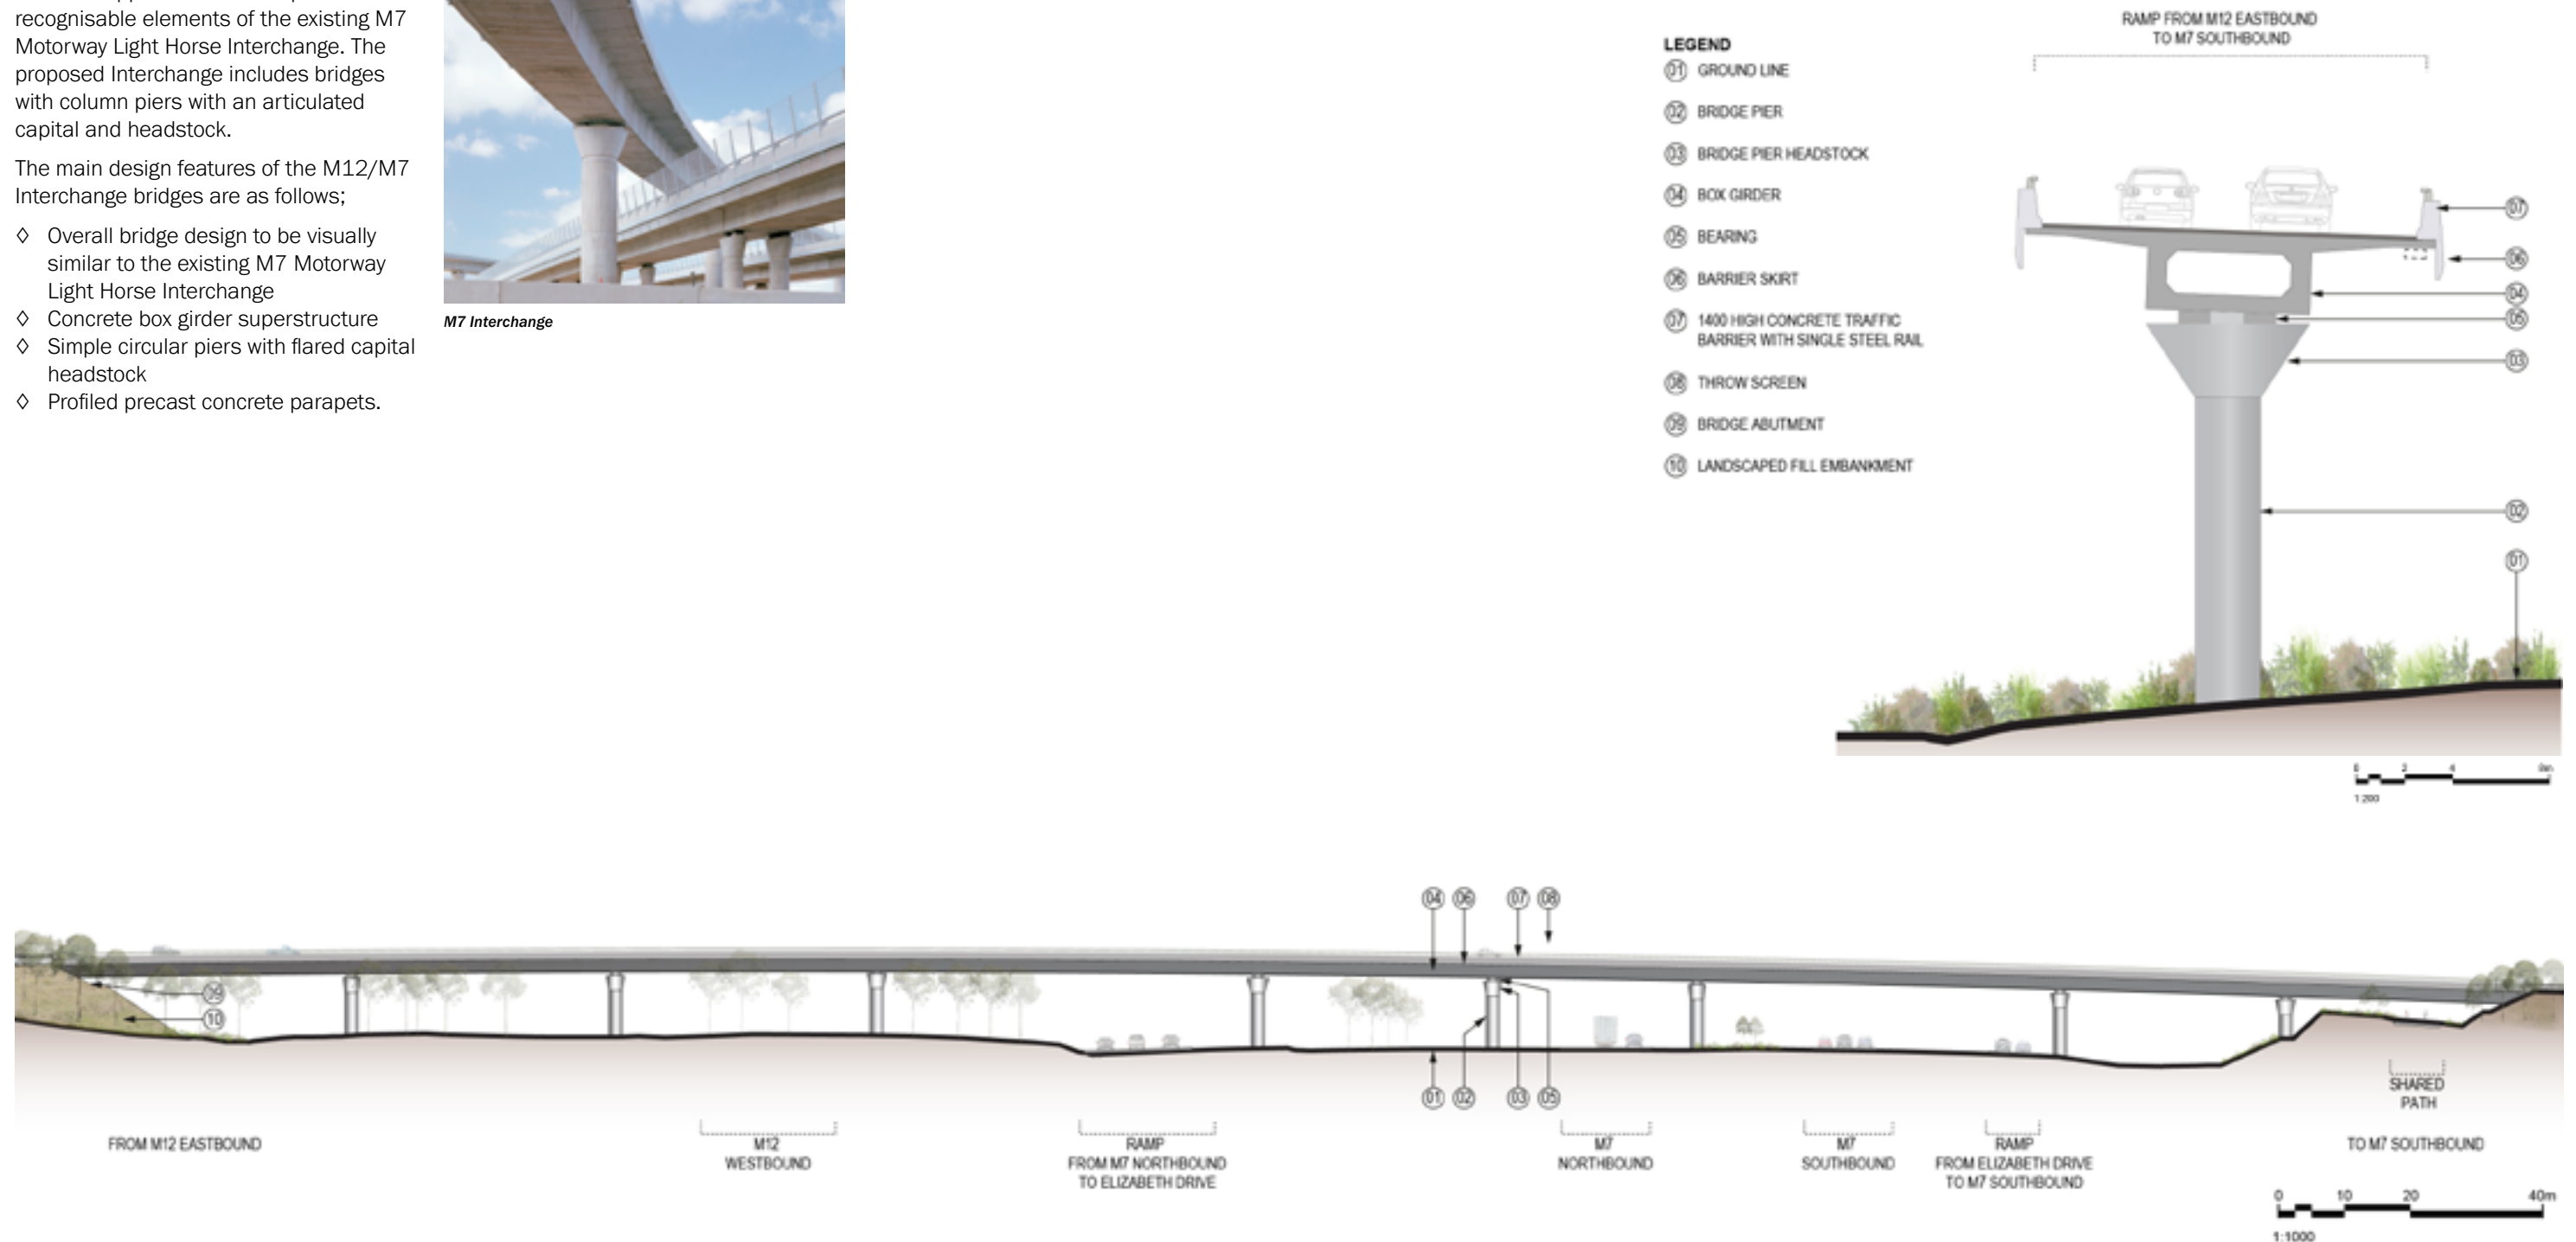 recognisable elements of the existing M7
Motorway Light Horse Interchange. The
proposed Interchange includes bridges
with column piers with an articulated
capital and headstock.
The main design features of the M12/M7
Interchange bridges are as follows;
◊ Overall bridge design to be visually
similar to the existing M7 Motorway
Light Horse Interchange
◊ Concrete box girder superstructure
◊ Simple circular piers with flared capital
headstock
◊ Profiled precast concrete parapets.
M7 Interchange
LEGEND
01 GROUND LINE
02 BRIDGE PIER
03 BRIDGE PIER HEADSTOCK
04 BOX GIRDER
05 BEARING
06 BARRIER SKIRT
07 1400 HIGH CONCRETE TRAFFIC
BARRIER WITH SINGLE STEEL RAIL
08 THROW SCREEN
09 BRIDGE ABUTMENT
10 LANDSCAPED FILL EMBANKMENT
RAMP FROM M12 EASTBOUND
TO M7 SOUTHBOUND
07
06
04
05
03
02
01
0 2 4 8m
1:200
04 06 07 08
09
10
01 02 03 05
SHARED
PATH
FROM M12 EASTBOUND
M12
WESTBOUND
RAMP
FROM M7 NORTHBOUND
TO ELIZABETH DRIVE
M7
NORTHBOUND
M7
SOUTHBOUND
RAMP
FROM ELIZABETH DRIVE
TO M7 SOUTHBOUND
TO M7 SOUTHBOUND
0 10 20 40m
1:1000